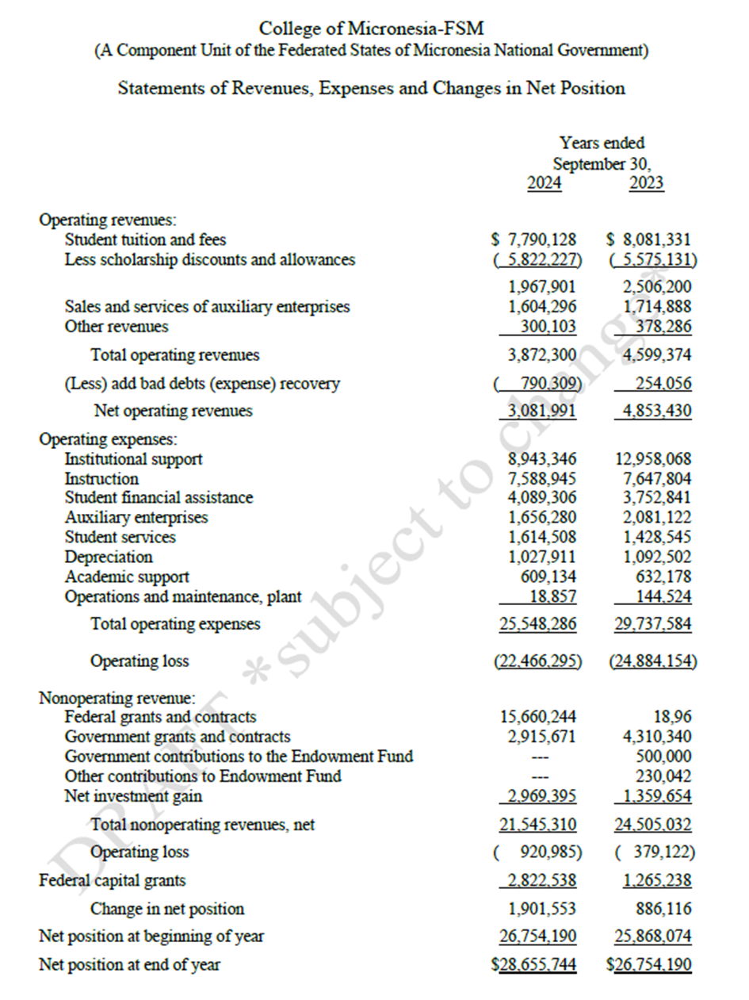 College of Micronesia-FSM
(A Component Unit of the Federated States of Micronesia National Government)
Statements of Revenues, Expenses and Changes in Net Position
Years ended
September 30,
2024 2023
Operating revenues:
Student tuition and fees $ 7,790,128 $ 8,081,331
Less scholarship discounts and allowances ( 5,822,227) ( 5,575,131)
1,967,901 2,506,200
Sales and services of auxiliary enterprises 1,604,296 1,714,888
Other revenues 300,103 378,286
Total operating revenues 3,872,300 4,599,374
(Less) add bad debts (expense) recovery ( 790,309) 254,056
Net operating revenues 3,081,991 4,853,430
Operating expenses:
Institutional support 8,943,346 12,958,068
Instruction 7,588,945 7,647,804
Student financial assistance 4,089,306 3,752,841
Auxiliary enterprises 1,656,280 2,081,122
Student services 1,614,508 1,428,545
Depreciation 1,027,911 1,092,502
Academic support 609,134 632,178
Operations and maintenance, plant 18,857 144,524
Total operating expenses 25,548,286 29,737,584
Operating loss (22,466,295) (24,884,154)
Nonoperating revenue:
Federal grants and contracts 15,660,244 18,96
Government grants and contracts 2,915,671 4,310,340
Government contributions to the Endowment Fund --- 500,000
Other contributions to Endowment Fund --- 230,042
Net investment gain 2,969,395 1,359,654
Total nonoperating revenues, net 21,545,310 24,505,032
Operating loss ( 920,985) ( 379,122)
Federal capital grants 2,822,538 1,265,238
Change in net position 1,901,553 886,116
Net position at beginning of year 26,754,190 25,868,074
Net position at end of year $28,655,744 $26,754,190
DRAFT *subject to change*